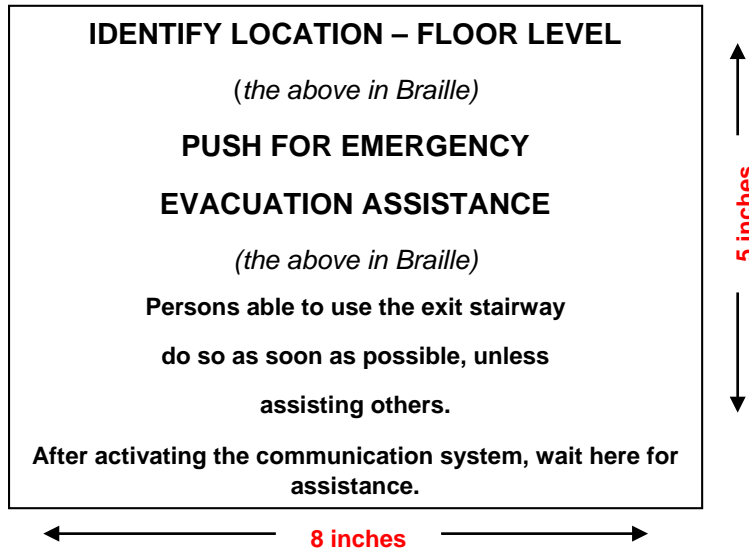 IDENTIFY LOCATION – FLOOR LEVEL
(the above in Braille)
PUSH FOR EMERGENCY
EVACUATION ASSISTANCE
(the above in Braille)
Persons able to use the exit stairway
do so as soon as possible, unless
assisting others.
After activating the communication system, wait here for
assistance.
5 inches
8 inches